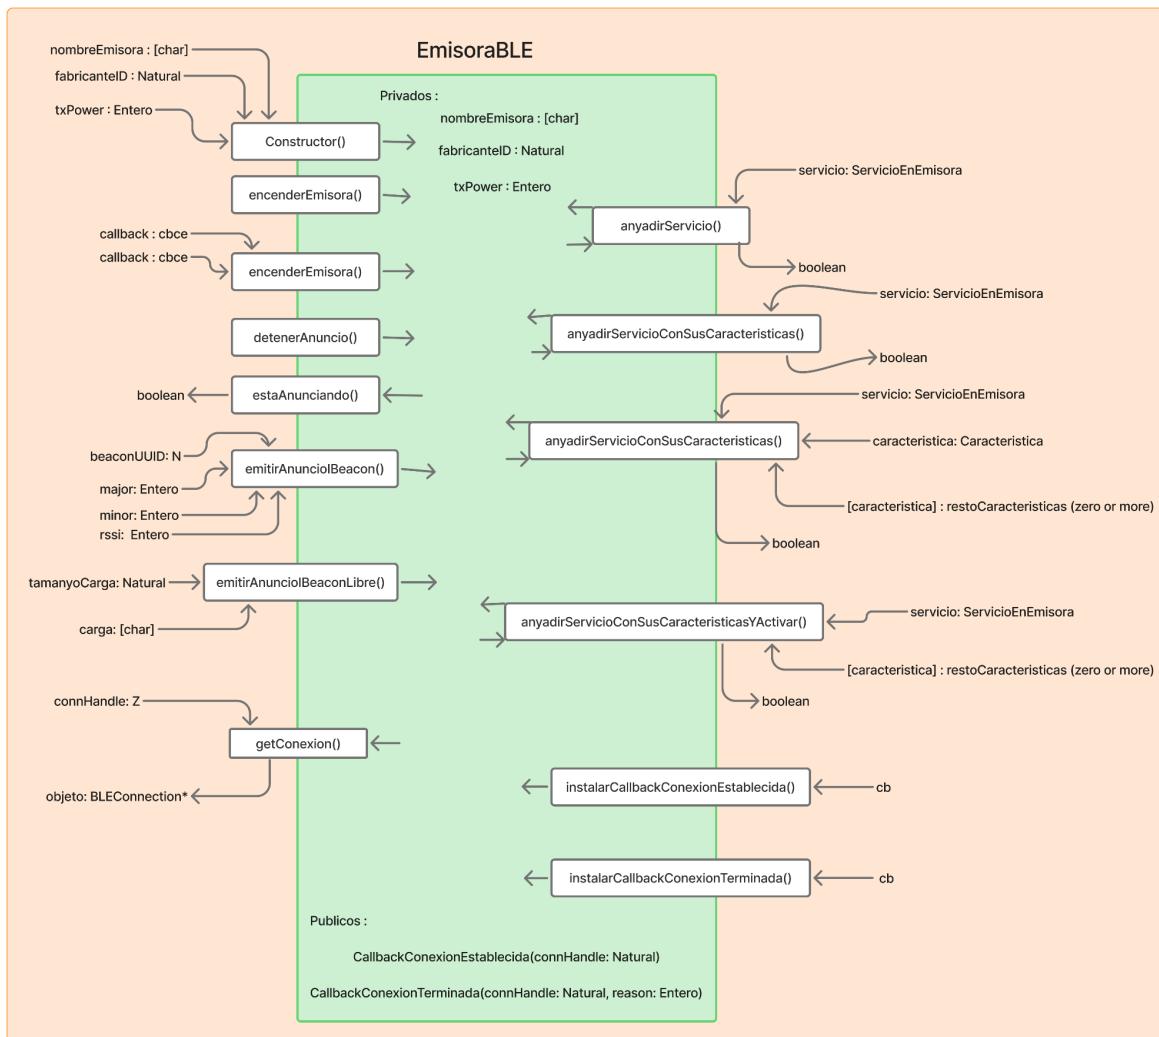 EmisoraBLE
nombreEmisora : [char]
fabricanteID : Natural
txPower : Entero
Constructor()
Privados :
nombreEmisora : [char]
fabricanteID : Natural
txPower : Entero
encenderEmisora()
callback : cbce
callback : cbce
encenderEmisora()
detenerAnuncio()
boolean
estaAnunciando()
beaconUUID: N
major: Entero
minor: Entero
rssi: Entero
emitirAnuncioIBeacon()
tamanyoCarga: Natural
carga: [char]
emitirAnuncioIBeaconLibre()
connHandle: Z
getConexion()
objeto: BLEConnection*
servicio: ServicioEnEmisora
anyadirServicio()
boolean
servicio: ServicioEnEmisora
anyadirServicioConSusCaracteristicas()
boolean
servicio: ServicioEnEmisora
anyadirServicioConSusCaracteristicas()
caracteristica: Caracteristica
[caracteristica] : restoCaracteristicas (zero or more)
boolean
anyadirServicioConSusCaracteristicasYActivar()
servicio: ServicioEnEmisora
[caracteristica] : restoCaracteristicas (zero or more)
boolean
instalarCallbackConexionEstablecida()
cb
instalarCallbackConexionTerminada()
cb
Publicos :
CallbackConexionEstablecida(connHandle: Natural)
CallbackConexionTerminada(connHandle: Natural, reason: Entero)